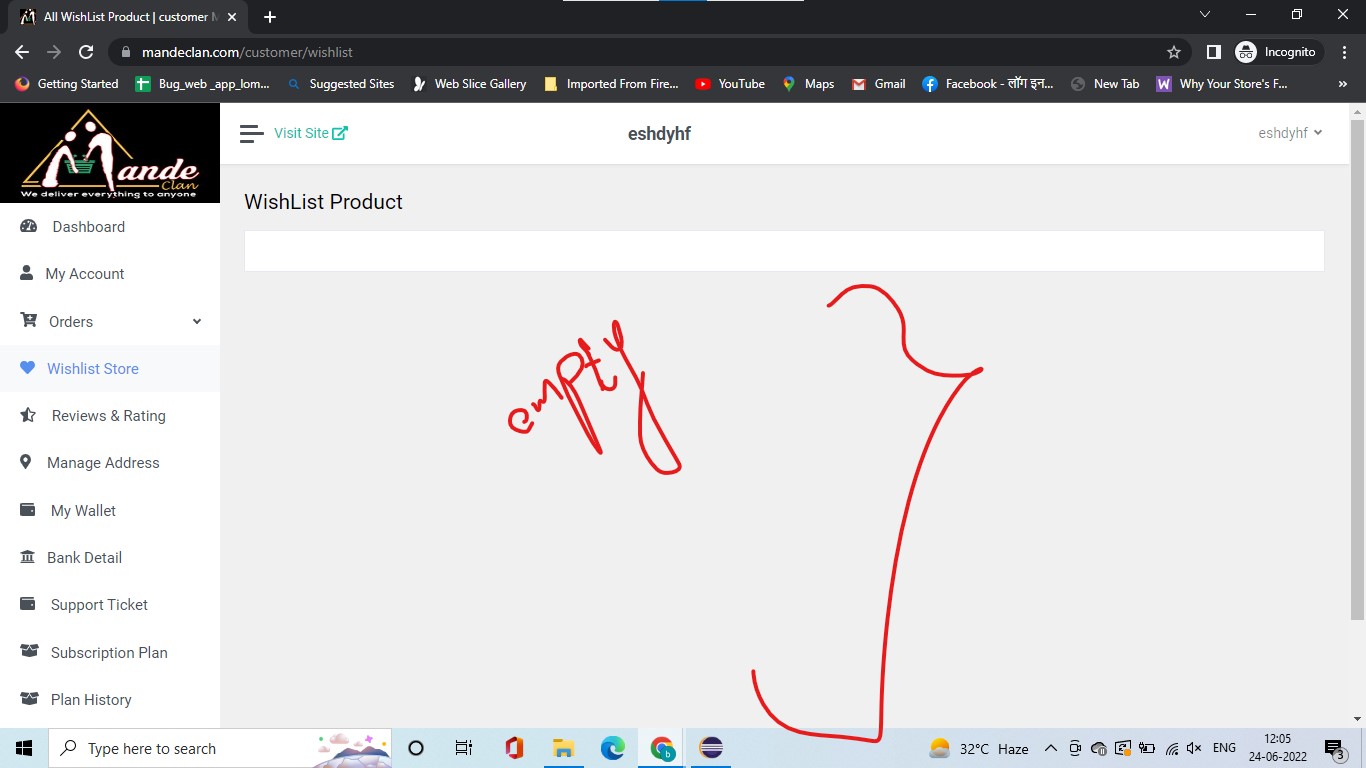 All WishList Product | customer M
mandeclan.com/customer/wishlist
Incognito
Getting Started
Bug_web _app_lom...
Suggested Sites
Web Slice Gallery
Imported From Fire...
YouTube
Maps
Gmail
Facebook - लॉग इन...
New Tab
Why Your Store's F...
»
Mande
Clan
We deliver everything to anyone
Visit Site
eshdyhf
eshdyhf
WishList Product
Dashboard
My Account
Orders
Wishlist Store
Reviews & Rating
Manage Address
My Wallet
Bank Detail
Support Ticket
Subscription Plan
Plan History
empty
Type here to search
32°C Haze
ENG
12:05
24-06-2022
3